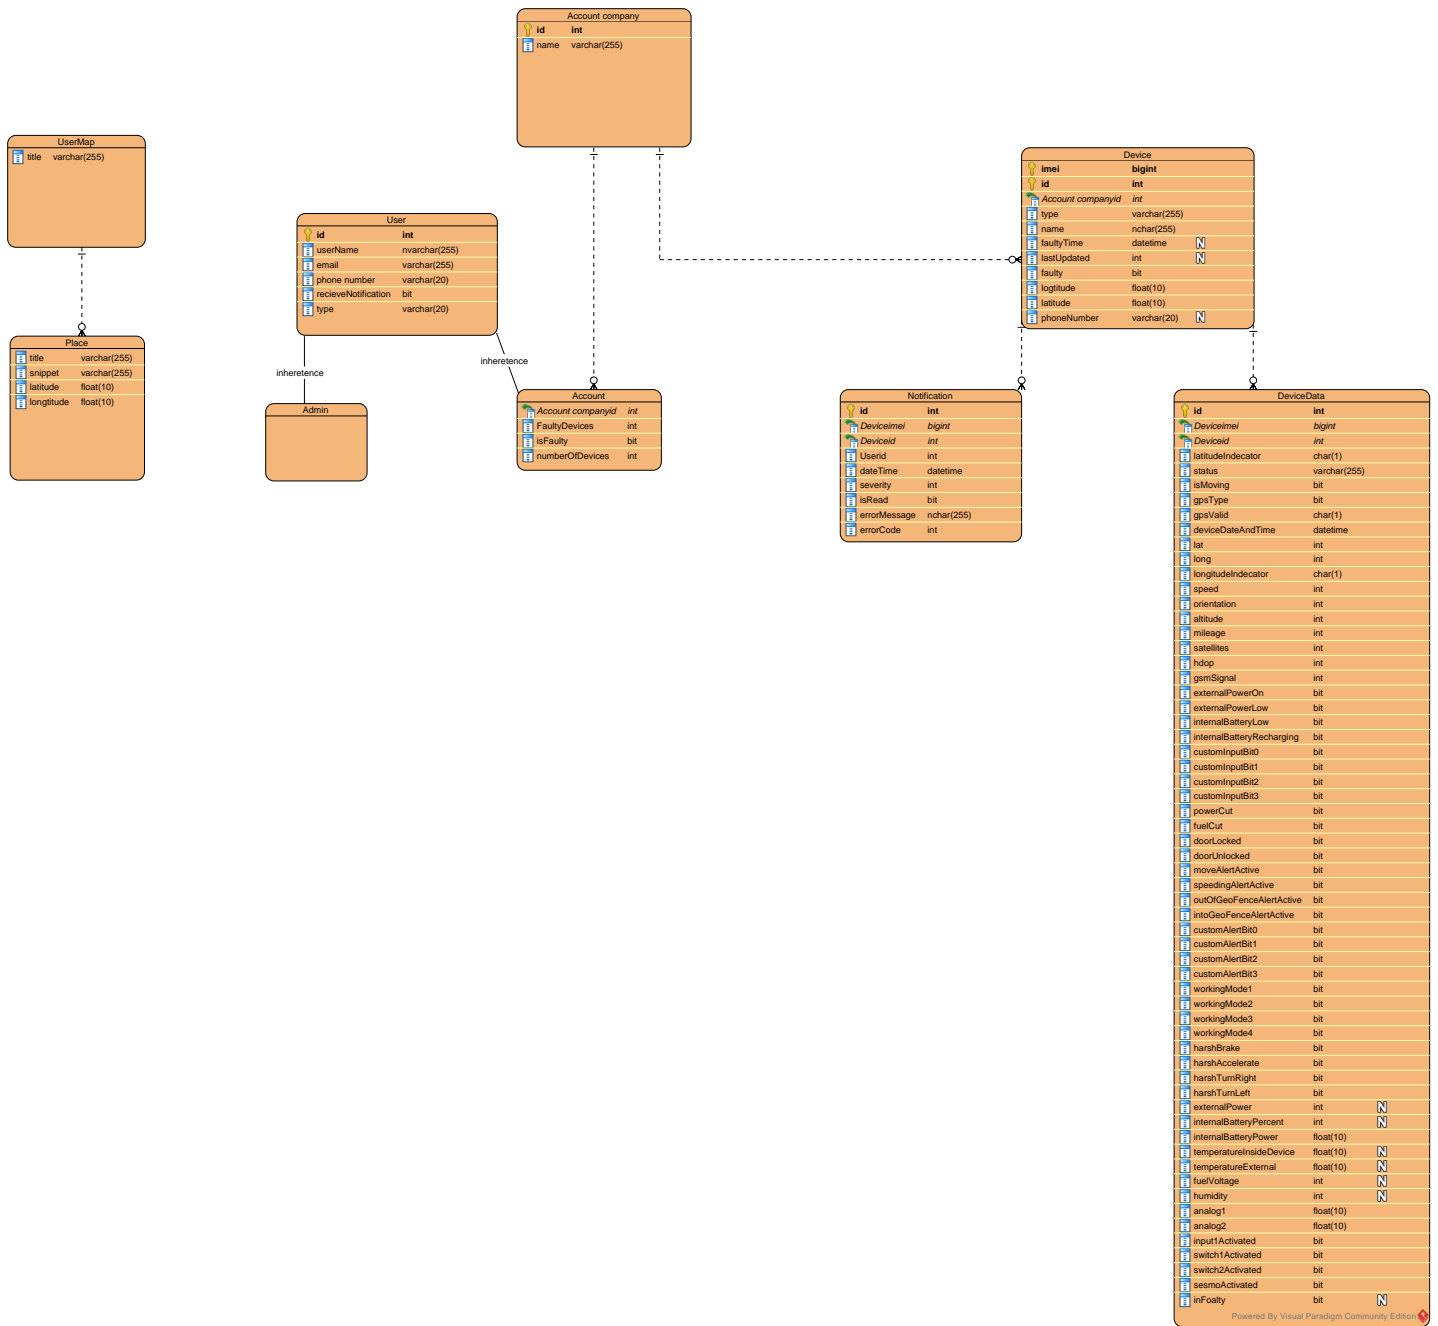 Account company
id int
name varchar(255)
UserMap
title varchar(255)
Place
title varchar(255)
snippet varchar(255)
latitude float(10)
longtitude float(10)
User
id int
userName nvarchar(255)
email varchar(255)
phone number varchar(20)
recieveNotification bit
type varchar(20)
inheretence
inheretence
Admin
Account
Account companyid int
FaultyDevices int
isFaulty bit
numberOfDevices int
Device
imei bigint
id int
Account companyid int
type varchar(255)
name nchar(255)
faultyTime datetime N
lastUpdated int N
faulty bit
logtitude float(10)
latitude float(10)
phoneNumber varchar(20) N
Notification
id int
Deviceimei bigint
Deviceid int
Userid int
dateTime datetime
severity int
isRead bit
errorMessage nchar(255)
errorCode int
DeviceData
id int
Deviceimei bigint
Deviceid int
latitudeIndecator char(1)
status varchar(255)
isMoving bit
gpsType bit
gpsValid char(1)
deviceDateAndTime datetime
lat int
long int
longitudeIndecator char(1)
speed int
orientation int
altitude int
mileage int
satellites int
hdop int
gsmSignal int
externalPowerOn bit
externalPowerLow bit
internalBatteryLow bit
internalBatteryRecharging bit
customInputBit0 bit
customInputBit1 bit
customInputBit2 bit
customInputBit3 bit
powerCut bit
fuelCut bit
doorLocked bit
doorUnlocked bit
moveAlertActive bit
speedingAlertActive bit
outOfGeoFenceAlertActive bit
intoGeoFenceAlertActive bit
customAlertBit0 bit
customAlertBit1 bit
customAlertBit2 bit
customAlertBit3 bit
workingMode1 bit
workingMode2 bit
workingMode3 bit
workingMode4 bit
harshBrake bit
harshAccelerate bit
harshTurnRight bit
harshTurnLeft bit
externalPower int N
internalBatteryPercent int N
internalBatteryPower float(10)
temperatureInsideDevice float(10) N
temperatureExternal float(10) N
fuelVoltage int N
humidity int N
analog1 float(10)
analog2 float(10)
input1Activated bit
switch1Activated bit
switch2Activated bit
sesmoActivated bit
inFoalty bit N
Powered By Visual Paradigm Community Edition